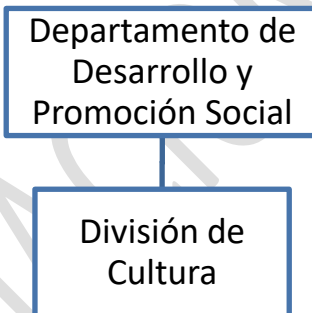 Departamento de
Desarrollo y
Promoción Social
División de
Cultura